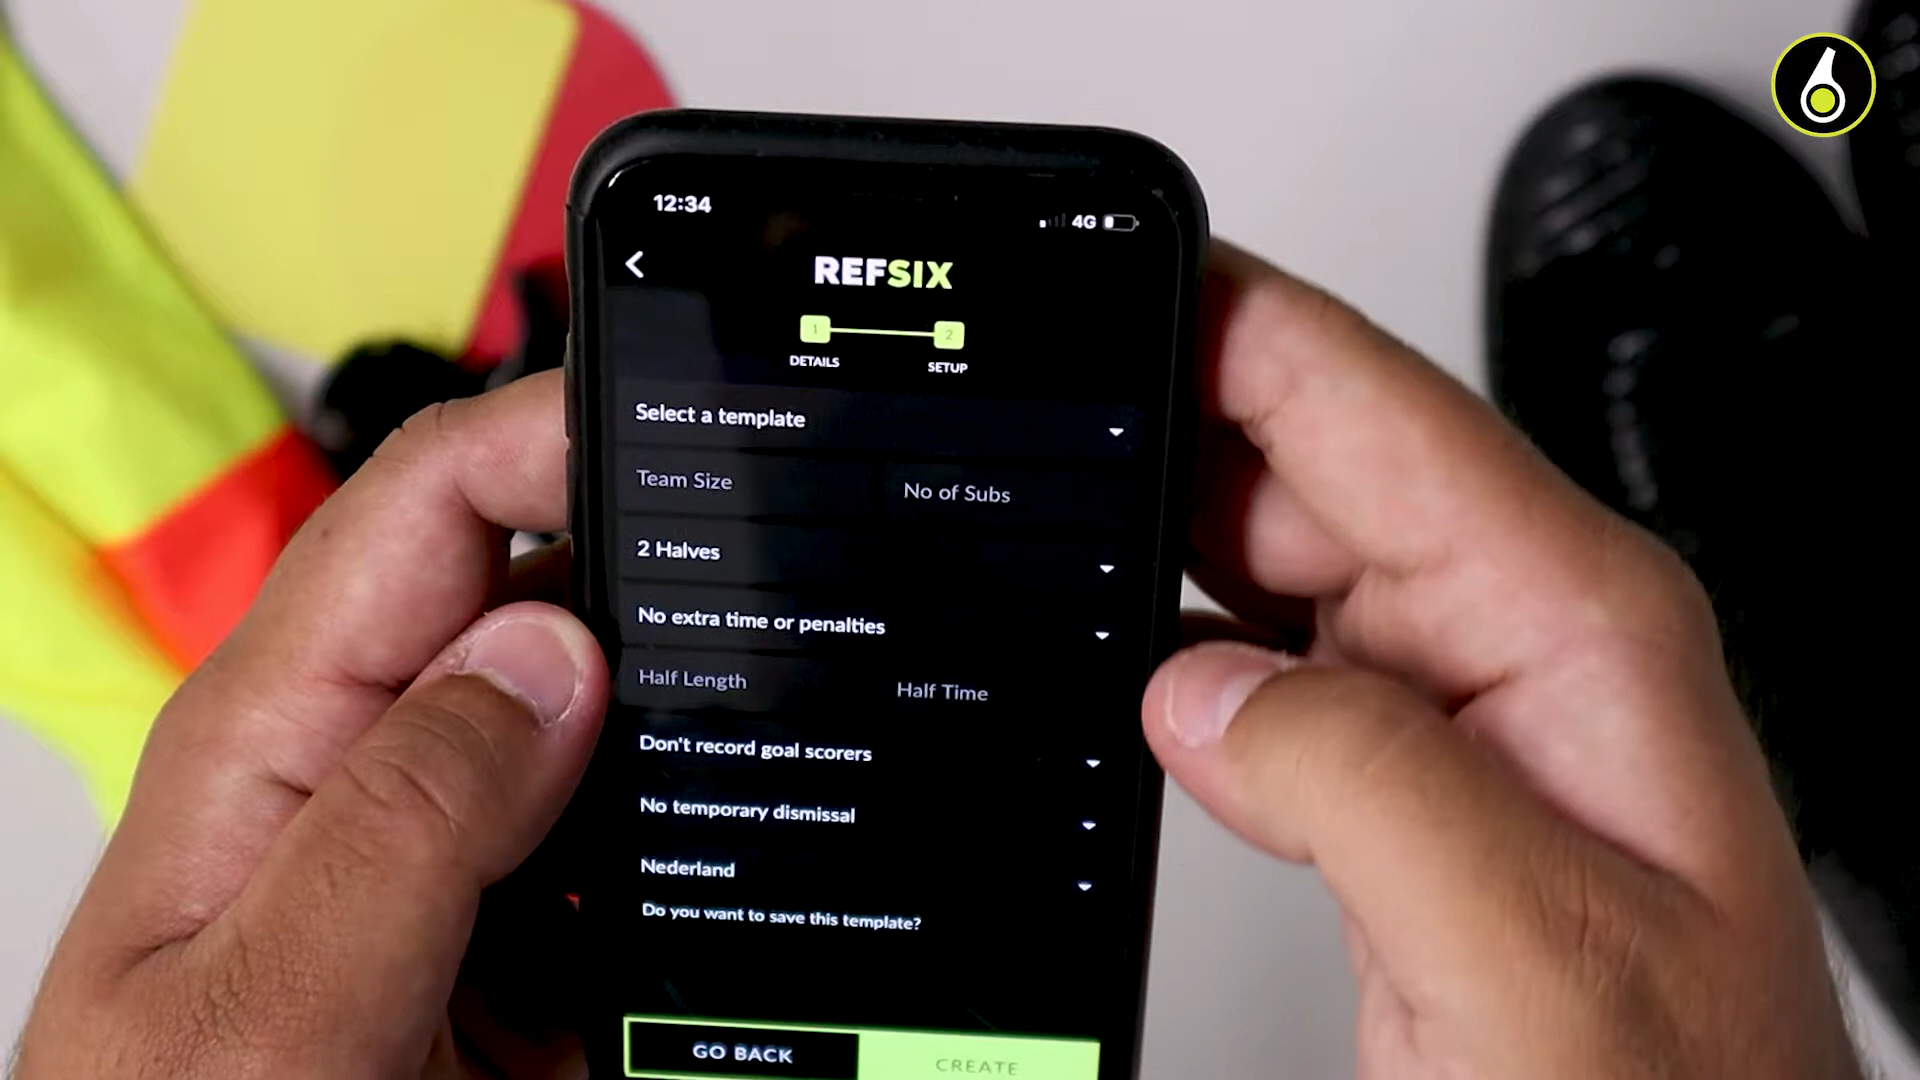 12:34
4G
REFSIX
1 2
DETAILS SETUP
Select a template
Team Size No of Subs
2 Halves
No extra time or penalties
Half Length Half Time
Don't record goal scorers
No temporary dismissal
Nederland
Do you want to save this template?
GO BACK CREATE